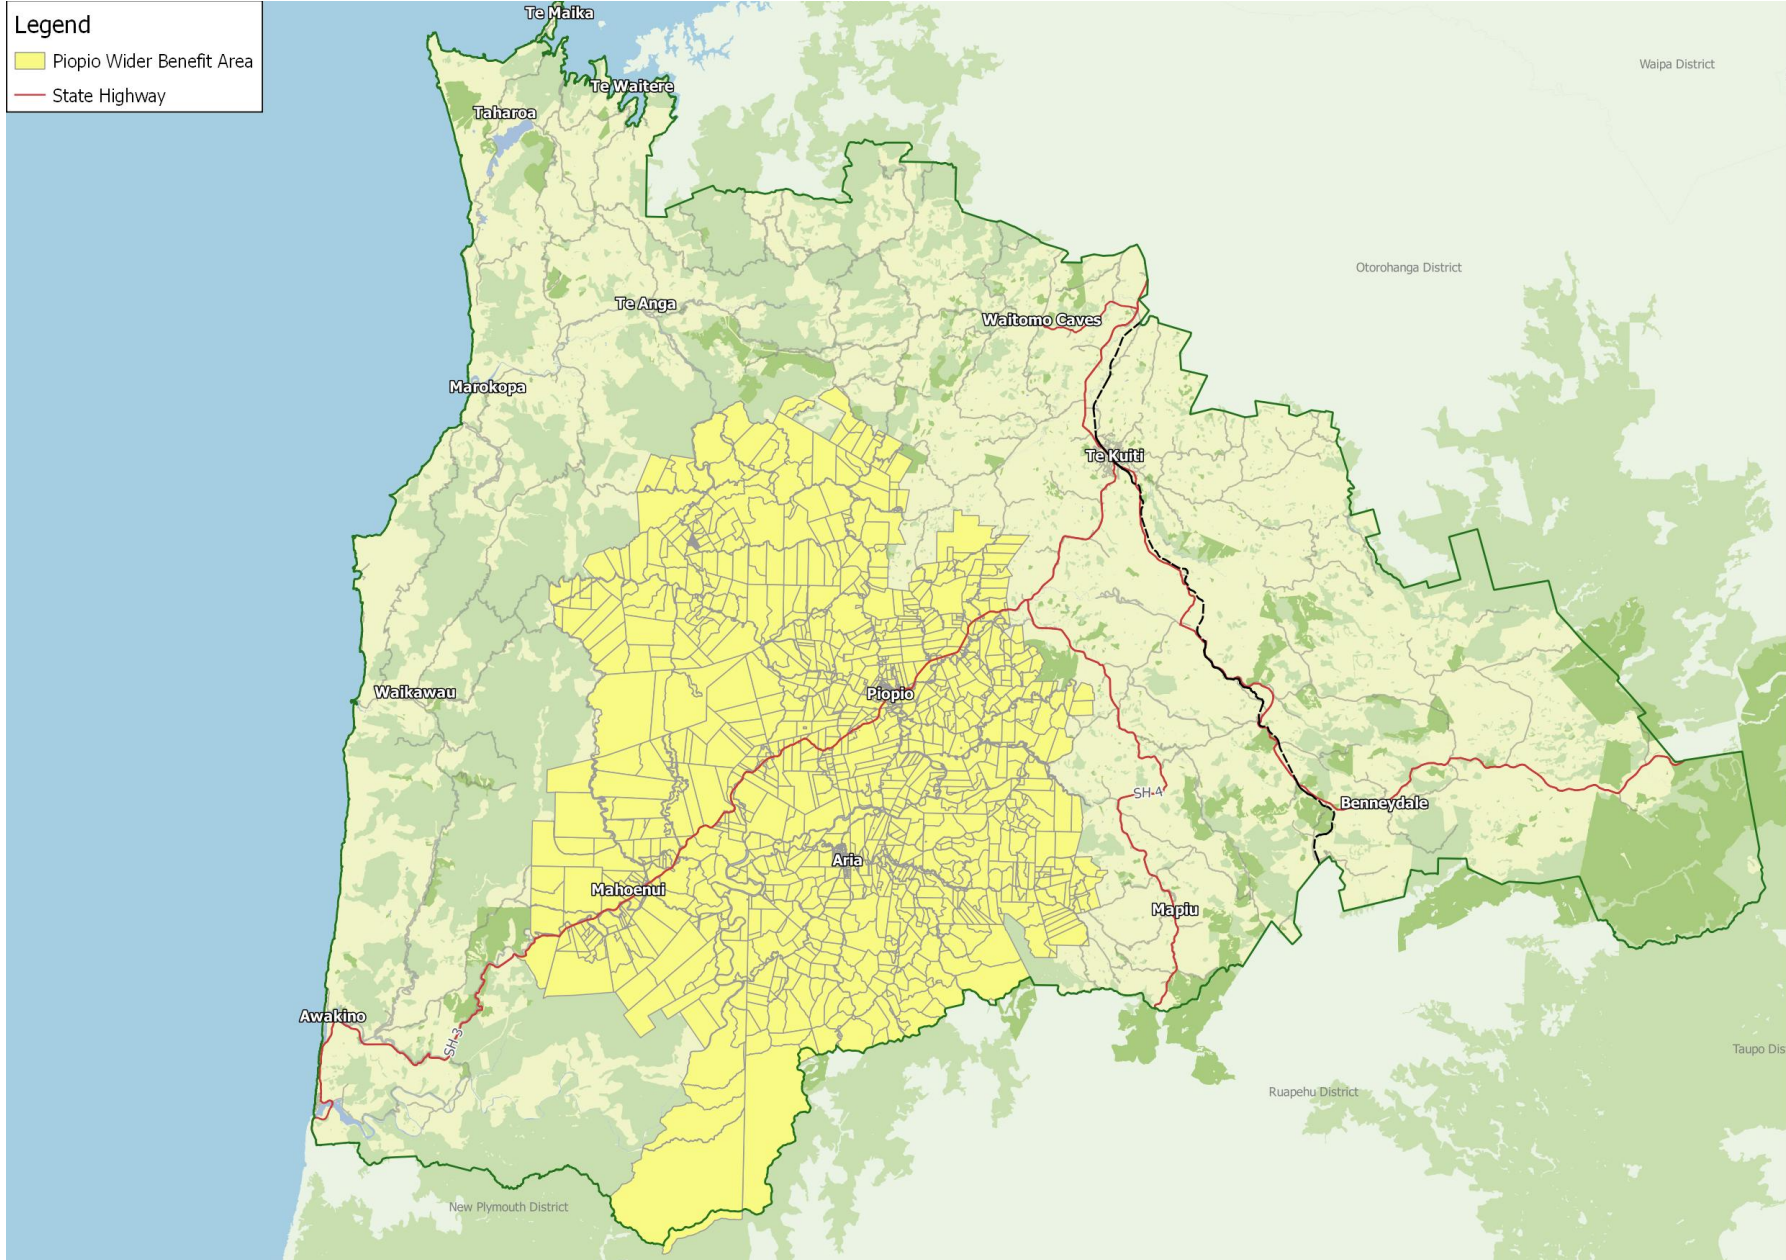 Legend
Piopio Wider Benefit Area
State Highway
Te Maika
Te Waitere
Taharoa
Waipa District
Otorohanga District
Te Anga
Waitomo Caves
Marokopa
Te Kuiti
Waikawau
Piopio
SH 4
Benneydale
Aria
Mahoenui
Mapiu
Awakino
SH 3
Taupo Dis
Ruapehu District
New Plymouth District